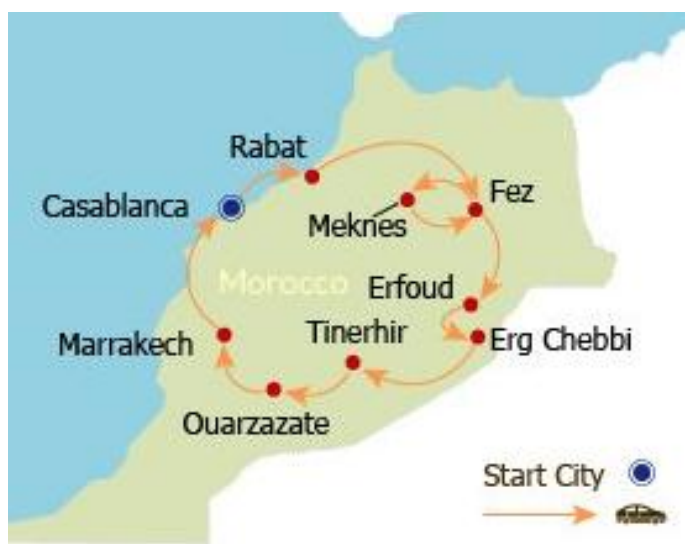 Rabat
Casablanca
Fez
Meknes
Morocco
Erfoud
Tinerhir
Marrakech
Erg Chebbi
Ouarzazate
Start City